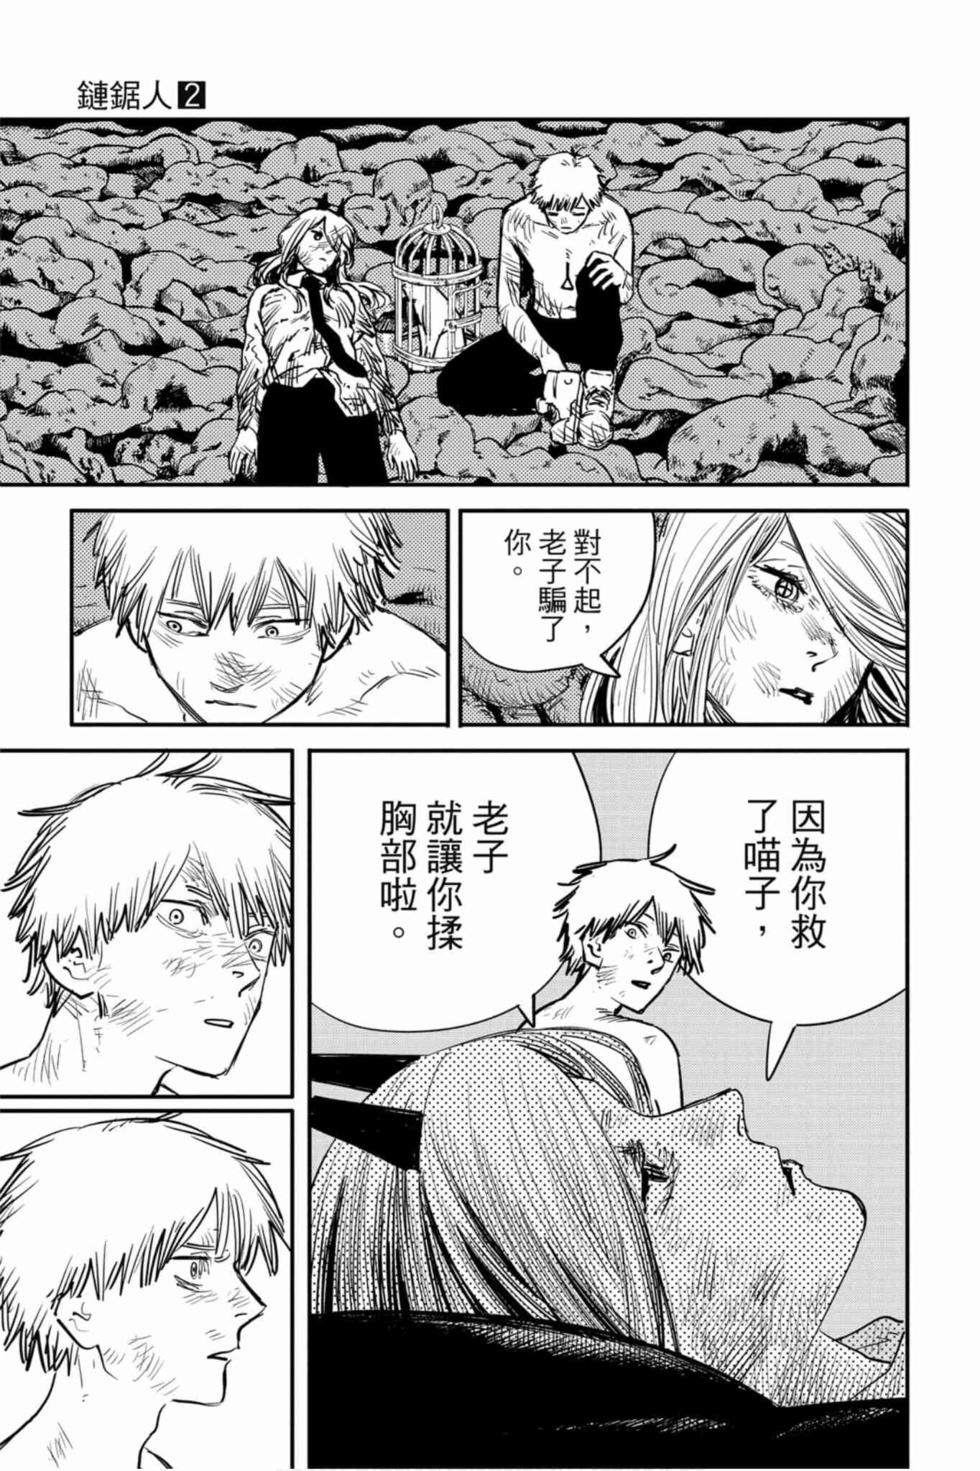 鏈鋸人2
對不起，
老子騙了
你。
因為你救
了喵子，
老子
就讓你揉
胸部啦。